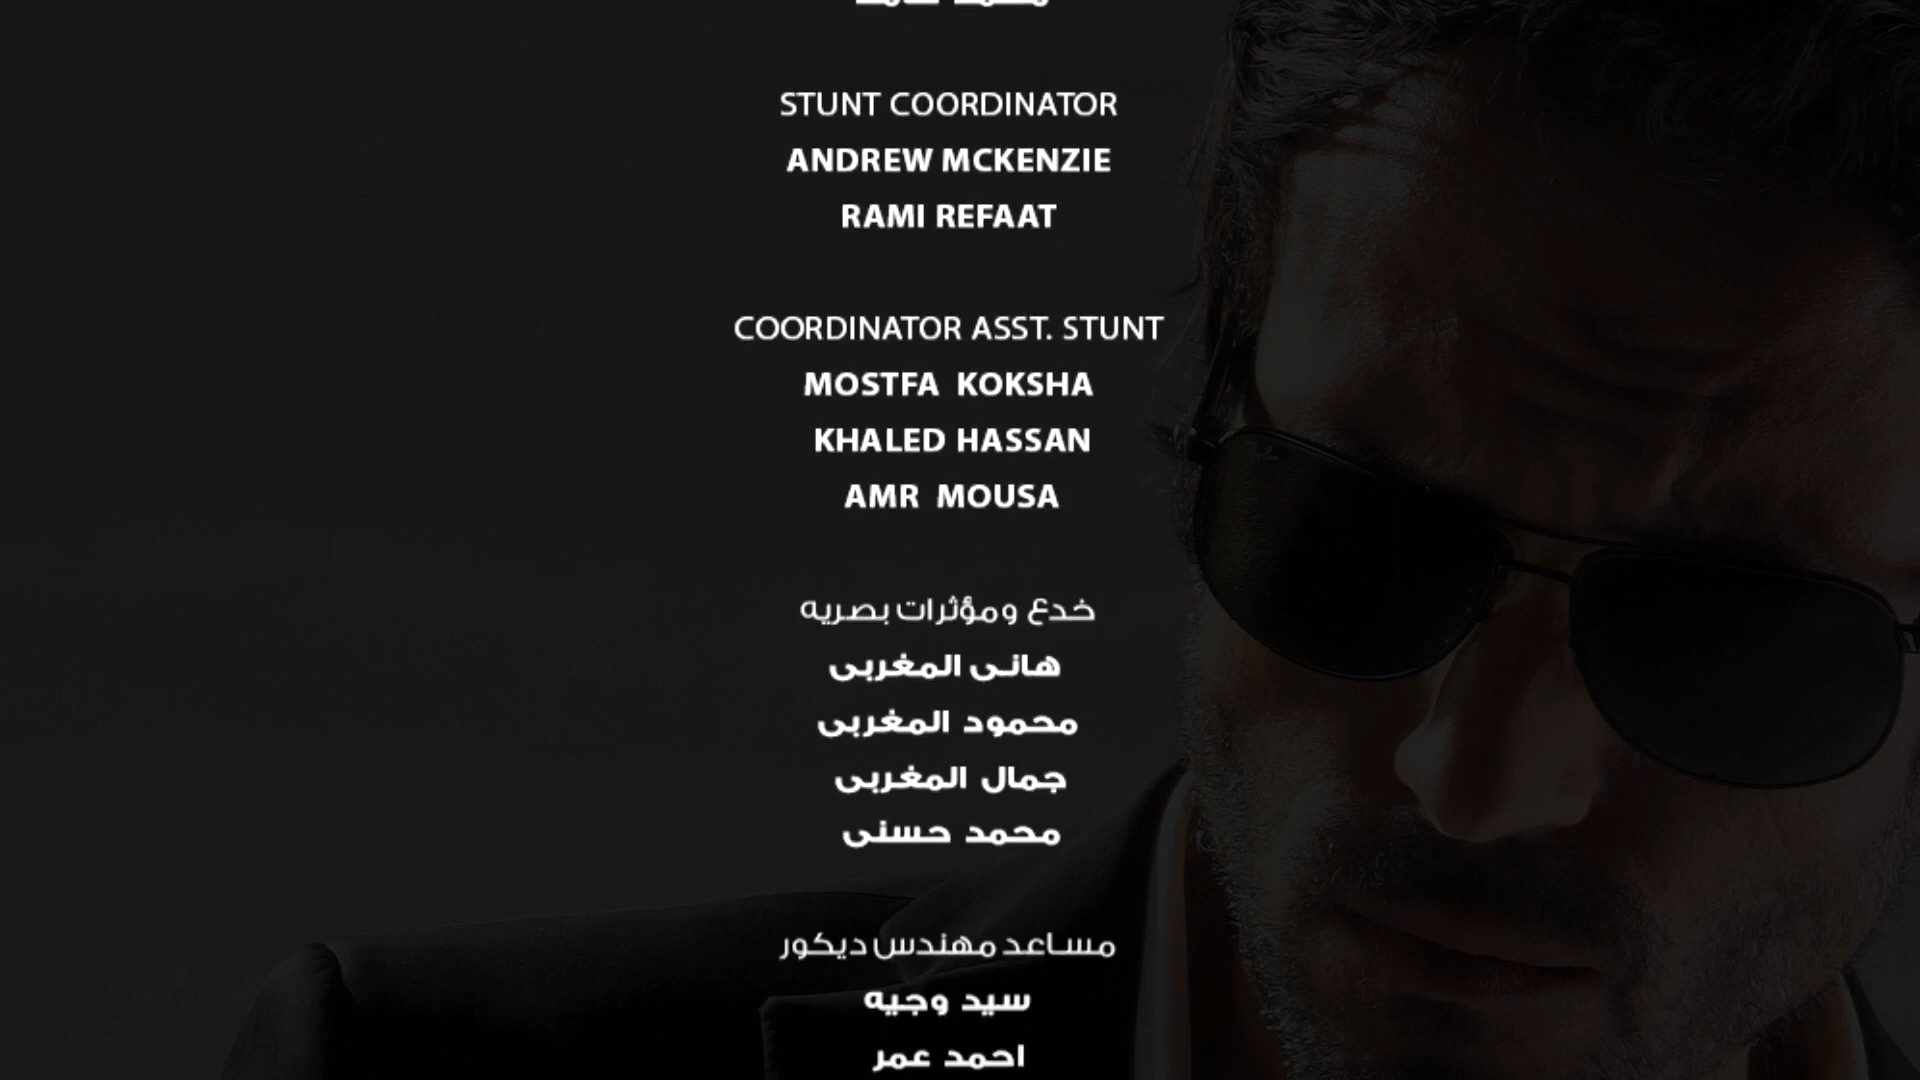 STUNT COORDINATOR
ANDREW MCKENZIE
RAMI REFAAT
COORDINATOR ASST. STUNT
MOSTFA KOKSHA
KHALED HASSAN
AMR MOUSA
خدع ومؤثرات بصريه
هانى المغربى
محمود المغربى
جمال المغربى
محمد حسنى
مساعد مهندس ديكور
سيد وجيه
احمد عمر